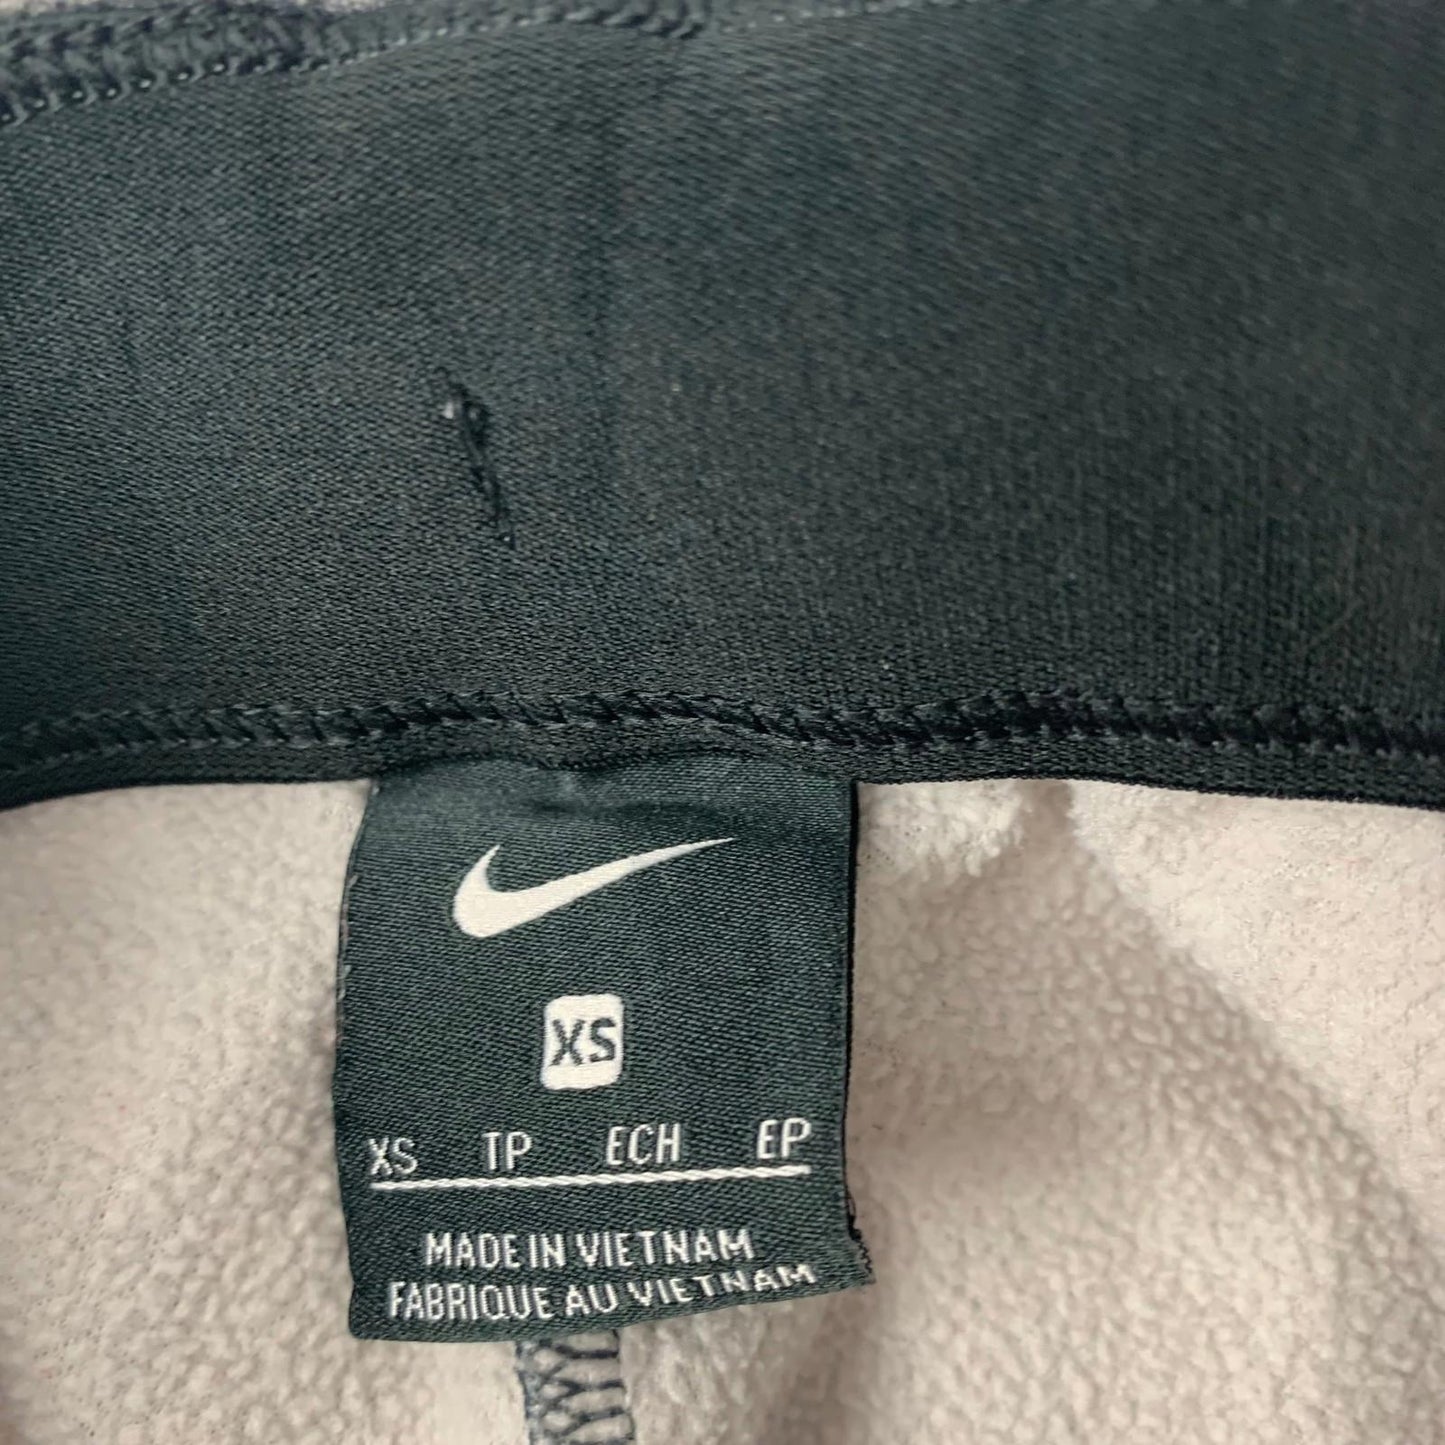 XS
XS TP ECH EP
MADE IN VIETNAM
FABRIQUE AU VIETNAM